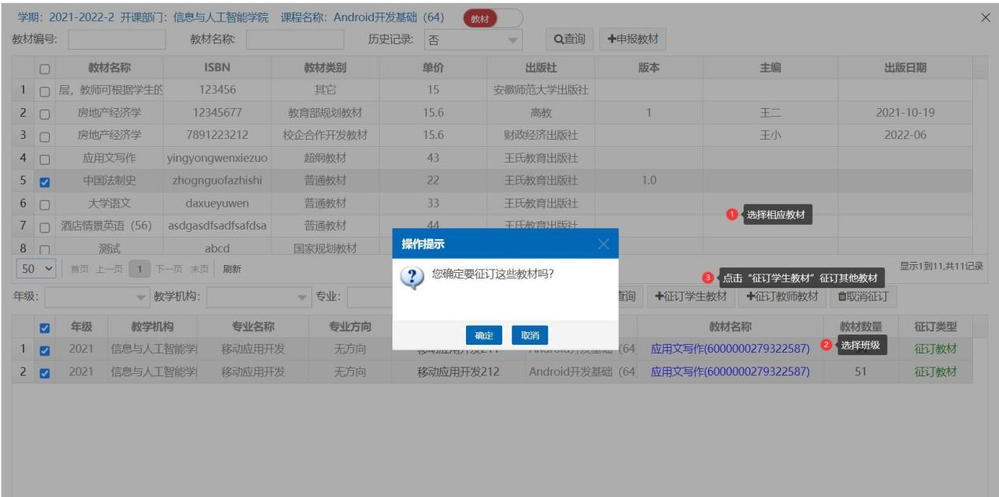 学期：2021-2022-2 开课部门：信息与人工智能学院 课程名称：Android开发基础（64） 教材
教材编号： 教材名称： 历史记录： 否 查询 +申报教材
教材名称 ISBN 教材类别 单价 出版社 版本 主编 出版日期
1 层，教师可根据学生的 123456 其它 15 安徽师范大学出版社
2 房地产经济学 12345677 教育部规划教材 15.6 高教 1 王二 2021-10-19
3 房地产经济学 7891223212 校企合作开发教材 15.6 财政经济出版社 王小 2022-06
4 应用文写作 yingyongwenxiezuo 超纲教材 43 王氏教育出版社
5 中国法制史 zhognguofazhishi 普通教材 22 王氏教育出版社 1.0
6 大学语文 daxueyuwen 普通教材 33 王氏教育出版社
1 选择相应教材
7 酒店情景英语（56） asdgasdfsadfsafdsa 普通教材 44 王氏教育出版社
8 测试 abcd 国家规划教材
操作提示
您确定要征订这些教材吗？
确定 取消
50 首页 上一页 1 下一页 末页 刷新 显示1到11,共11记录
3 点击“征订学生教材”征订其他教材
年级： 教学机构： 专业： 查询 +征订学生教材 +征订教师教材 取消征订
年级 教学机构 专业名称 专业方向 教材名称 教材数量 征订类型
1 2021 信息与人工智能学 移动应用开发 无方向 移动应用开发211 Android开发基础（64 应用文写作(6000000279322587) 征订教材
2 选择班级
2 2021 信息与人工智能学 移动应用开发 无方向 移动应用开发212 Android开发基础（64 应用文写作(6000000279322587) 51 征订教材